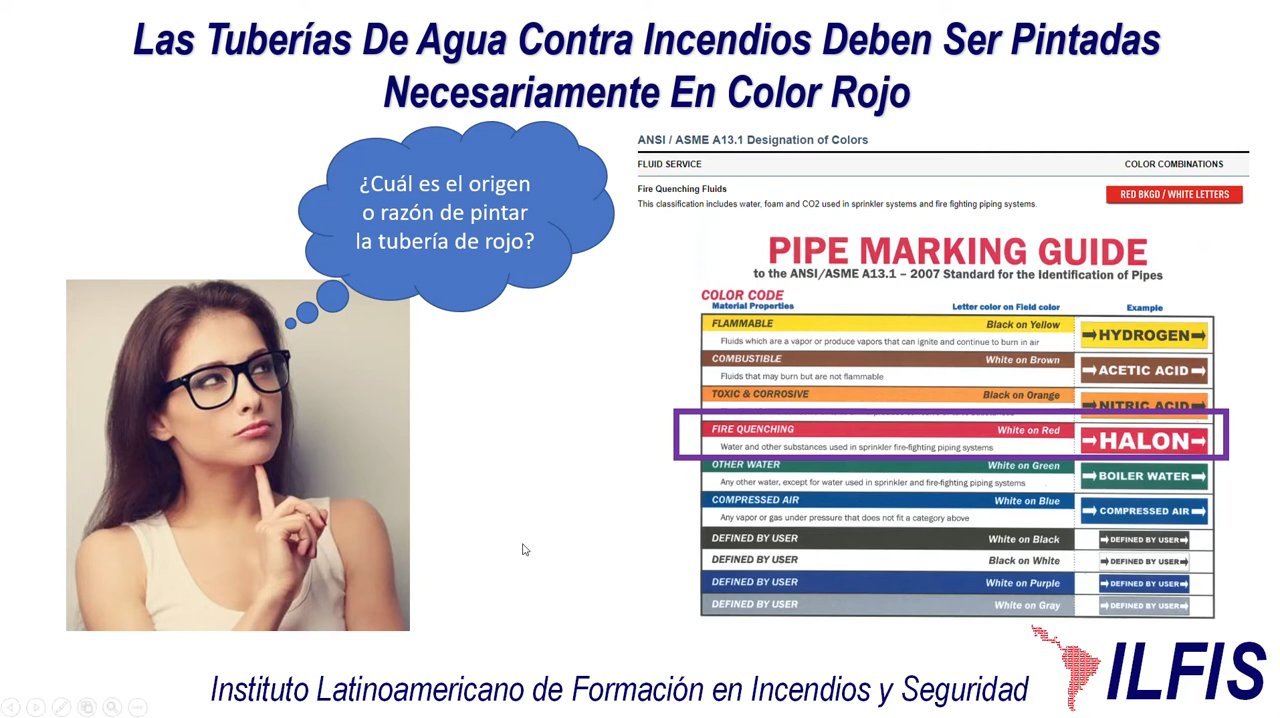 Las Tuberías De Agua Contra Incendios Deben Ser Pintadas
Necesariamente En Color Rojo
¿Cuál es el origen
o razón de pintar
la tubería de rojo?
ANSI / ASME A13.1 Designation of Colors
FLUID SERVICE COLOR COMBINATIONS
Fire Quenching Fluids
This classification includes water, foam and CO2 used in sprinkler systems and fire fighting piping systems.
RED BKGD / WHITE LETTERS
PIPE MARKING GUIDE
to the ANSI/ASME A13.1 – 2007 Standard for the Identification of Pipes
COLOR CODE
Material Properties Letter color on Field color Example
FLAMMABLE Black on Yellow
Fluids which are a vapor or produce vapors that can ignite and continue to burn in air
HYDROGEN
COMBUSTIBLE White on Brown
Fluids that may burn but are not flammable
ACETIC ACID
TOXIC & CORROSIVE Black on Orange
NITRIC ACID
FIRE QUENCHING White on Red
Water and other substances used in sprinkler fire-fighting piping systems
HALON
OTHER WATER White on Green
Any other water, except for water used in sprinkler and fire-fighting piping systems
BOILER WATER
COMPRESSED AIR White on Blue
Any vapor or gas under pressure that does not fit a category above
COMPRESSED AIR
DEFINED BY USER White on Black DEFINED BY USER
DEFINED BY USER Black on White DEFINED BY USER
DEFINED BY USER White on Purple DEFINED BY USER
DEFINED BY USER White on Gray DEFINED BY USER
Instituto Latinoamericano de Formación en Incendios y Seguridad
ILFIS